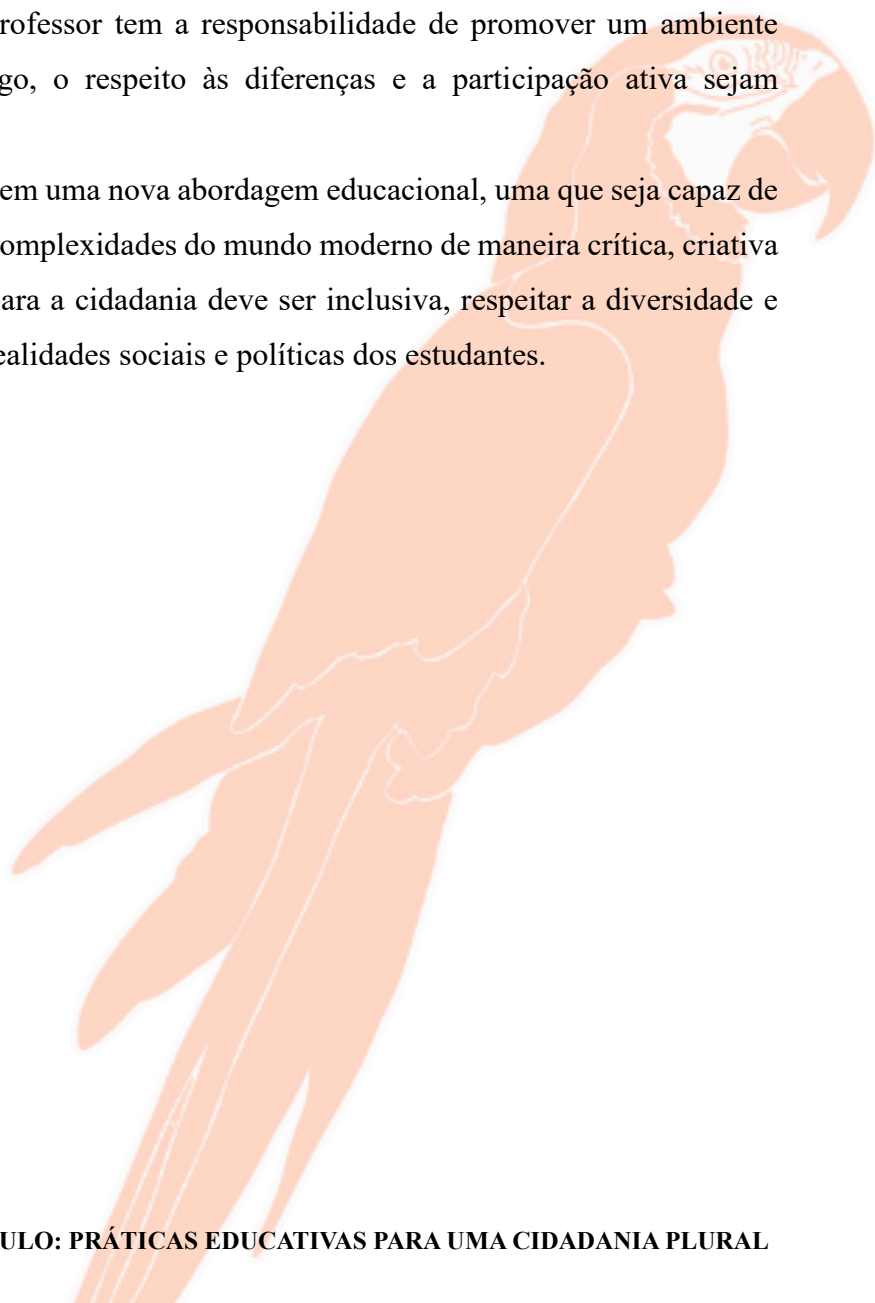 rofessor tem a responsabilidade de promover um ambiente
go, o respeito às diferenças e a participação ativa sejam
em uma nova abordagem educacional, uma que seja capaz de
omplexidades do mundo moderno de maneira crítica, criativa
ara a cidadania deve ser inclusiva, respeitar a diversidade e
ealidades sociais e políticas dos estudantes.
ULO: PRÁTICAS EDUCATIVAS PARA UMA CIDADANIA PLURAL